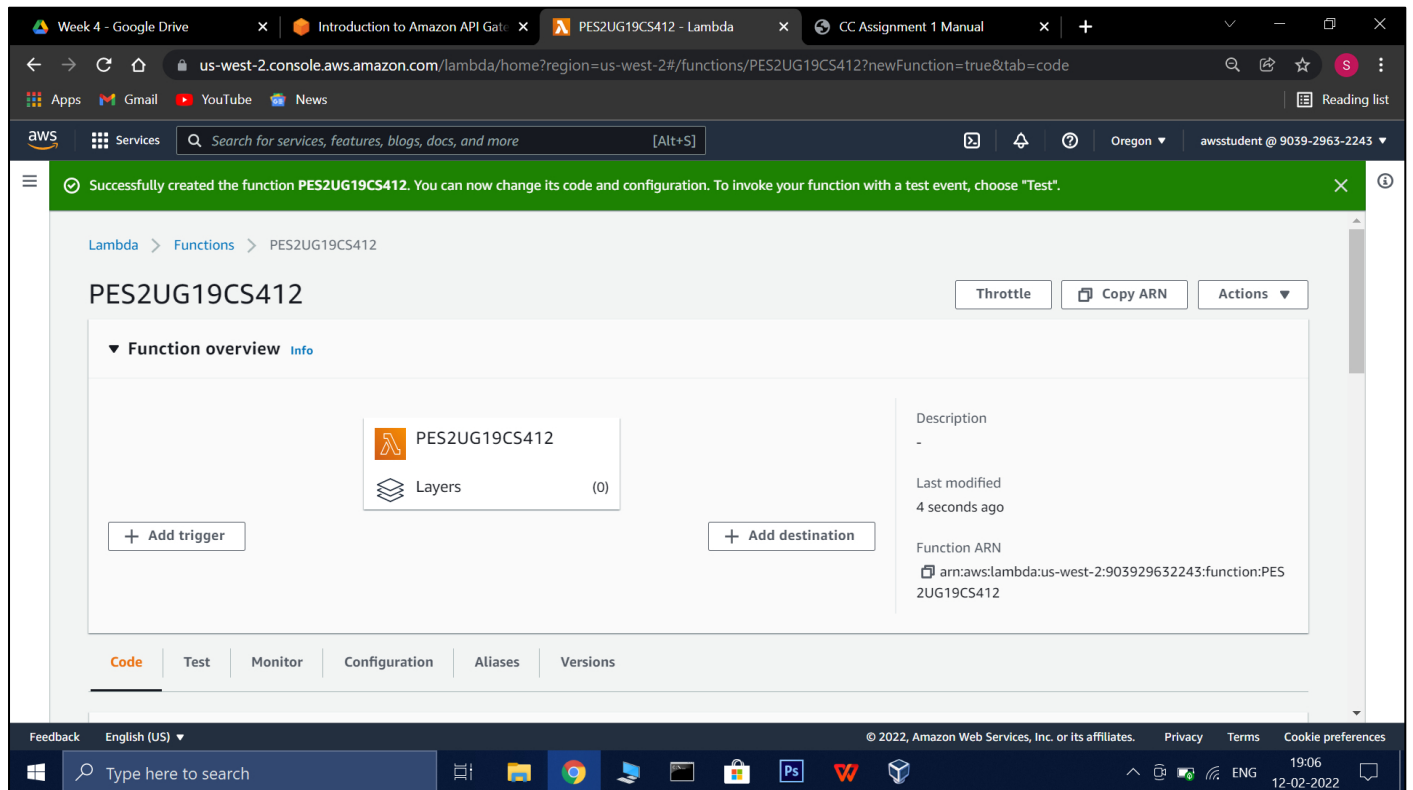 Week 4 - Google Drive
Introduction to Amazon API Gate
PES2UG19CS412 - Lambda
CC Assignment 1 Manual
us-west-2.console.aws.amazon.com/lambda/home?region=us-west-2#/functions/PES2UG19CS412?newFunction=true&tab=code
S
Apps Gmail YouTube News Reading list
aws Services Search for services, features, blogs, docs, and more [Alt+S] Oregon ▼ awsstudent @ 9039-2963-2243 ▼
Successfully created the function PES2UG19CS412. You can now change its code and configuration. To invoke your function with a test event, choose "Test".
Lambda > Functions > PES2UG19CS412
PES2UG19CS412
Throttle Copy ARN Actions ▼
▼ Function overview Info
PES2UG19CS412
Layers (0)
+ Add trigger
+ Add destination
Description
-
Last modified
4 seconds ago
Function ARN
arn:aws:lambda:us-west-2:903929632243:function:PES
2UG19CS412
Code Test Monitor Configuration Aliases Versions
Feedback English (US) ▼ © 2022, Amazon Web Services, Inc. or its affiliates. Privacy Terms Cookie preferences
Type here to search Ps W ENG
19:06
12-02-2022